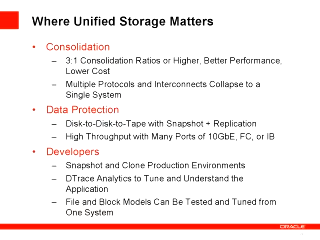 Where Unified Storage Matters
• Consolidation
– 3:1 Consolidation Ratios or Higher, Better Performance,
Lower Cost
– Multiple Protocols and Interconnects Collapse to a
Single System
• Data Protection
– Disk-to-Disk-to-Tape with Snapshot + Replication
– High Throughput with Many Ports of 10GbE, FC, or IB
• Developers
– Snapshot and Clone Production Environments
– DTrace Analytics to Tune and Understand the
Application
– File and Block Models Can Be Tested and Tuned from
One System
ORACLE